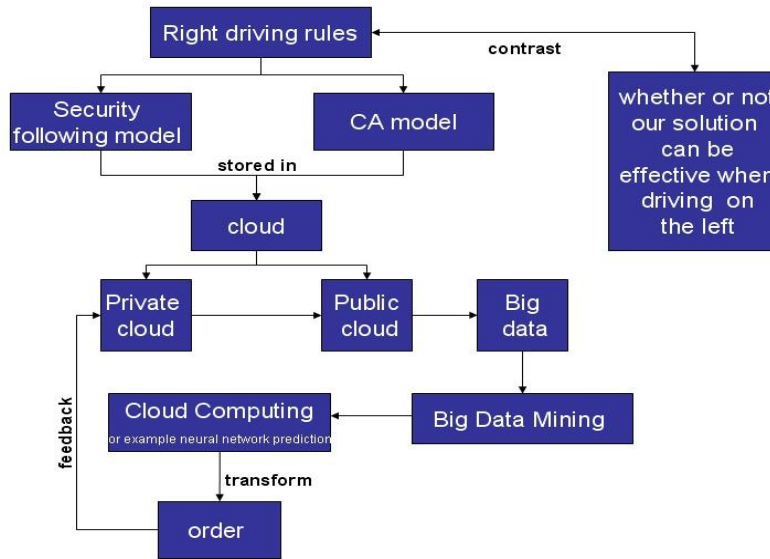 Right driving rules
contrast
Security
following model
CA model
whether or not
our solution
can be
effective when
driving on
the left
stored in
cloud
Private
cloud
Public
cloud
Big
data
feedback
Cloud Computing
or example neural network prediction
Big Data Mining
transform
order